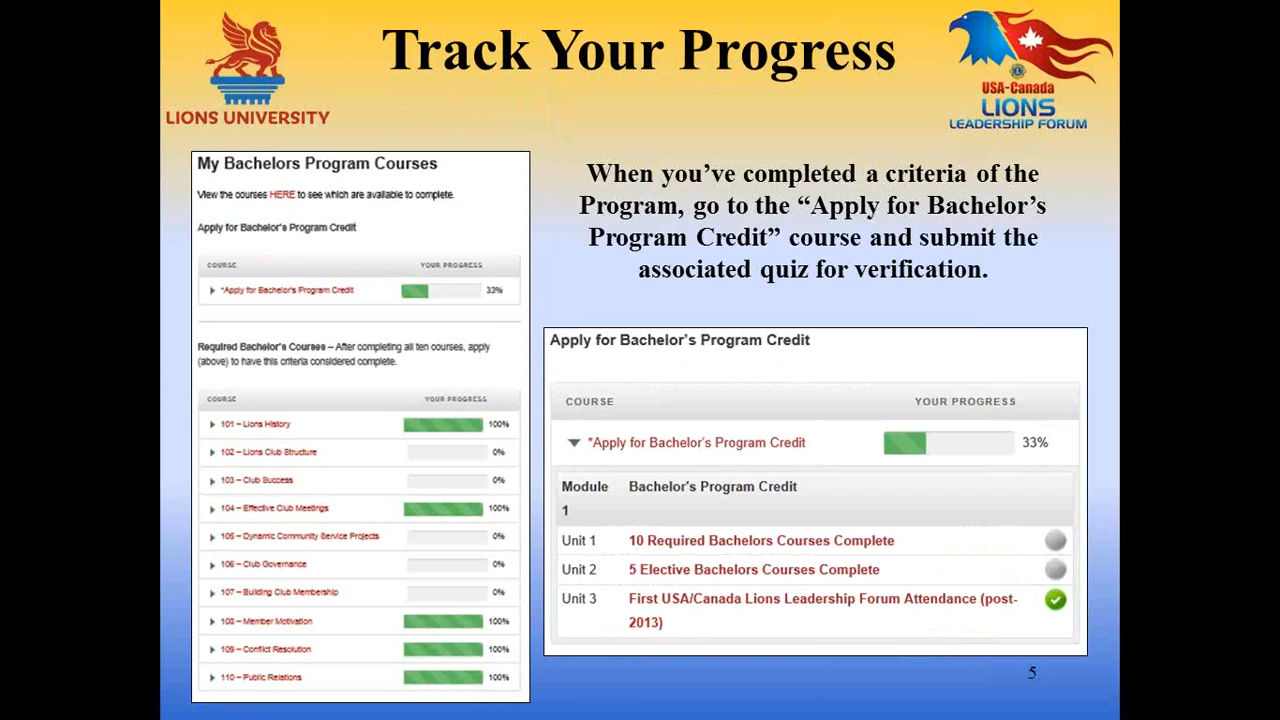 Track Your Progress
LIONS UNIVERSITY
USA-Canada
LIONS
LEADERSHIP FORUM
My Bachelors Program Courses
View the courses HERE to see which are available to complete.
Apply for Bachelor's Program Credit
COURSE YOUR PROGRESS
*Apply for Bachelor's Program Credit 33%
Required Bachelor's Courses – After completing all ten courses, apply
(above) to have this criteria considered complete.
COURSE YOUR PROGRESS
101 – Lions History 100%
102 – Lions Club Structure 0%
103 – Club Success 0%
104 – Effective Club Meetings 100%
105 – Dynamic Community Service Projects 0%
106 – Club Governance 0%
107 – Building Club Membership 0%
108 – Member Motivation 100%
109 – Conflict Resolution 100%
110 – Public Relations 100%
When you've completed a criteria of the
Program, go to the “Apply for Bachelor's
Program Credit” course and submit the
associated quiz for verification.
Apply for Bachelor's Program Credit
COURSE YOUR PROGRESS
*Apply for Bachelor's Program Credit 33%
Module Bachelor's Program Credit
1
Unit 1 10 Required Bachelors Courses Complete
Unit 2 5 Elective Bachelors Courses Complete
Unit 3 First USA/Canada Lions Leadership Forum Attendance (post-
2013)
5